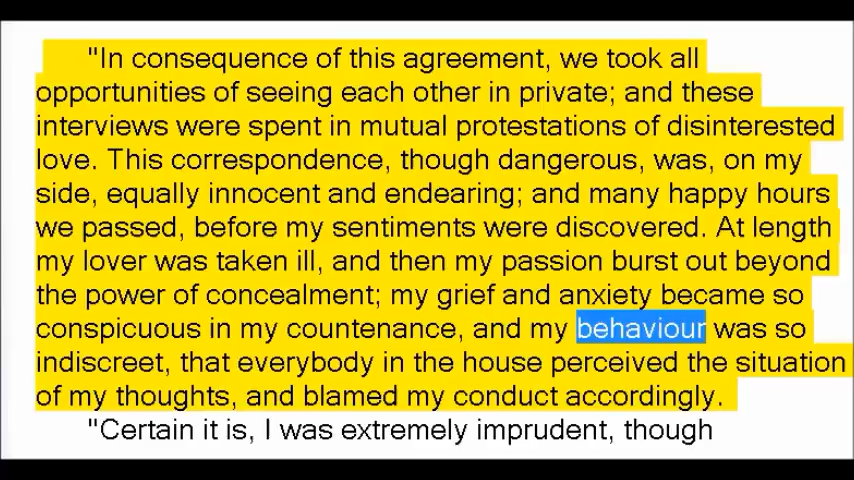 "In consequence of this agreement, we took all
opportunities of seeing each other in private; and these
interviews were spent in mutual protestations of disinterested
love. This correspondence, though dangerous, was, on my
side, equally innocent and endearing; and many happy hours
we passed, before my sentiments were discovered. At length
my lover was taken ill, and then my passion burst out beyond
the power of concealment; my grief and anxiety became so
conspicuous in my countenance, and my behaviour was so
indiscreet, that everybody in the house perceived the situation
of my thoughts, and blamed my conduct accordingly.
"Certain it is, I was extremely imprudent, though